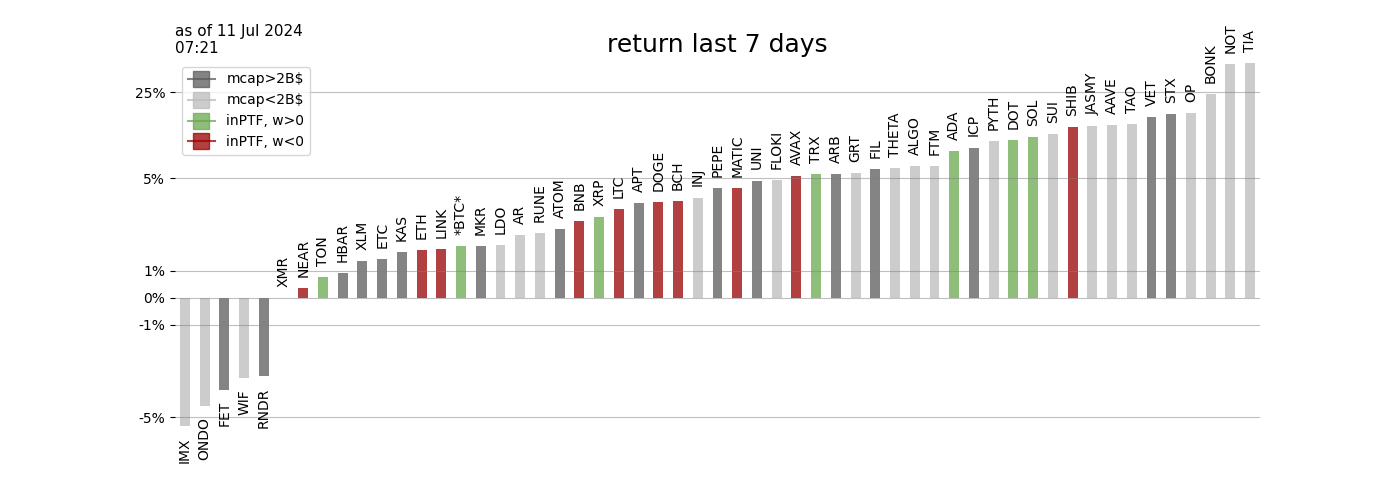 as of 11 Jul 2024
07:21
return last 7 days
mcap>2B$
mcap<2B$
inPTF, w>0
inPTF, w<0
25%
5%
1%
0%
-1%
-5%
IMX
ONDO
FET
WIF
RNDR
XMR
NEAR
TON
HBAR
XLM
ETC
KAS
ETH
LINK
*BTC*
MKR
LDO
AR
RUNE
ATOM
BNB
XRP
LTC
APT
DOGE
BCH
INJ
PEPE
MATIC
UNI
FLOKI
AVAX
TRX
ARB
GRT
FIL
THETA
ALGO
FTM
ADA
ICP
PYTH
DOT
SOL
SUI
SHIB
JASMY
AAVE
TAO
VET
STX
OP
BONK
NOT
TIA